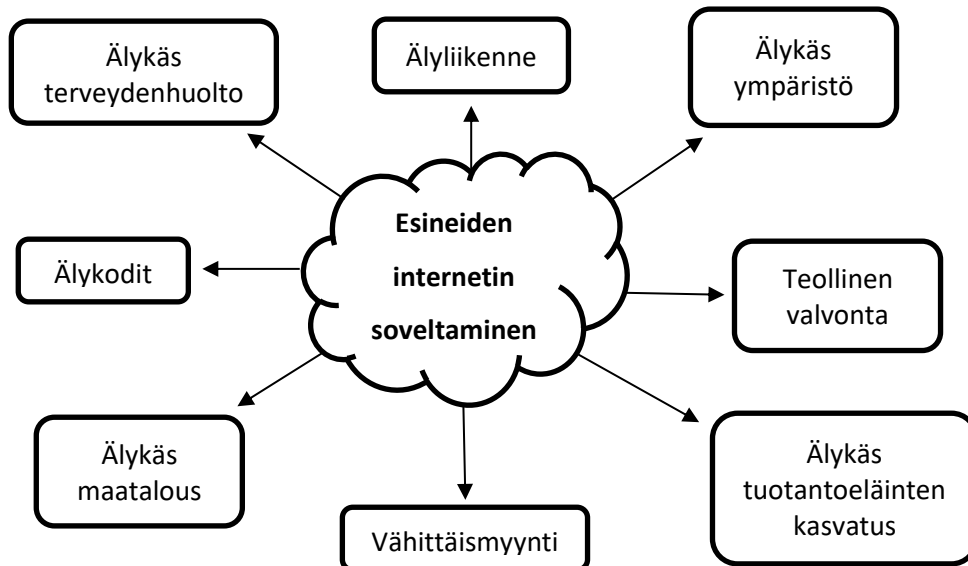 Älykäs
terveydenhuolto
Älyliikenne
Älykäs
ympäristö
Esineiden
internetin
soveltaminen
Älykodit
Teollinen
valvonta
Älykäs
maatalous
Vähittäismyynti
Älykäs
tuotantoeläinten
kasvatus